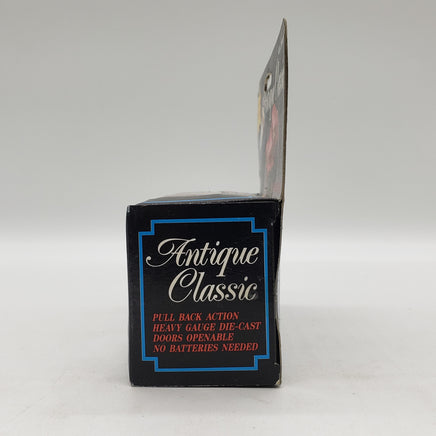 Antique
Classic
PULL BACK ACTION
HEAVY GAUGE DIE-CAST
DOORS OPENABLE
NO BATTERIES NEEDED